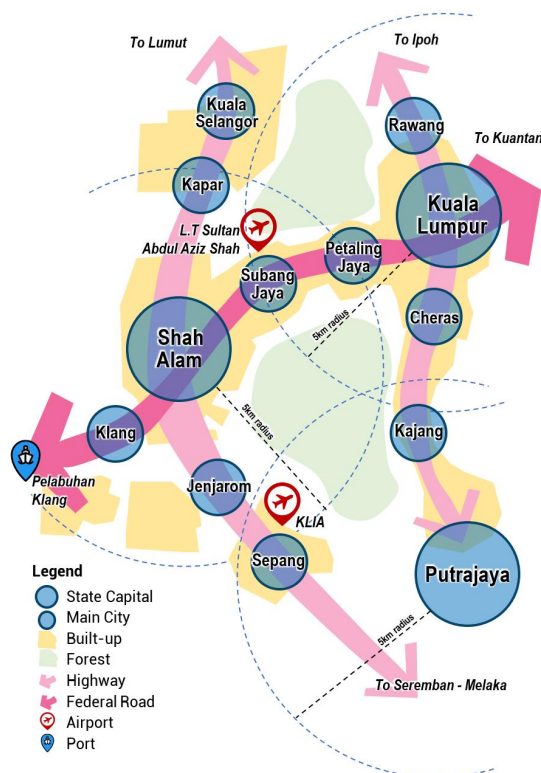 To Lumut
To Ipoh
Kuala
Selangor
Rawang
To Kuantan
Kapar
Kuala
Lumpur
L.T Sultan
Abdul Aziz Shah
Petaling
Jaya
Subang
Jaya
Cheras
Shah
Alam
5km radius
5km radius
Klang
Kajang
Pelabuhan
Klang
Jenjarom
KLIA
Sepang
Putrajaya
5km radius
To Seremban - Melaka
Legend
State Capital
Main City
Built-up
Forest
Highway
Federal Road
Airport
Port